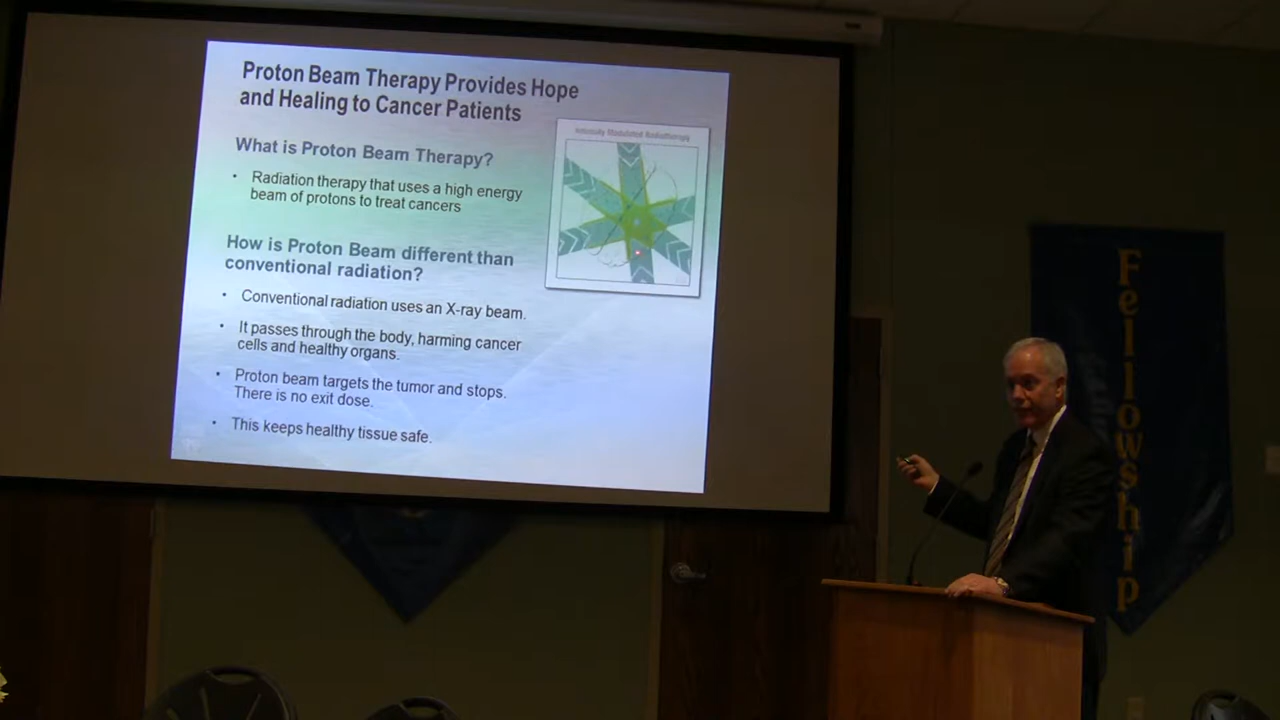 Proton Beam Therapy Provides Hope
and Healing to Cancer Patients
What is Proton Beam Therapy?
• Radiation therapy that uses a high energy
beam of protons to treat cancers
How is Proton Beam different than
conventional radiation?
• Conventional radiation uses an X-ray beam.
• It passes through the body, harming cancer
cells and healthy organs.
• Proton beam targets the tumor and stops.
There is no exit dose.
• This keeps healthy tissue safe.
Intensity Modulated Radiotherapy
Fellowship